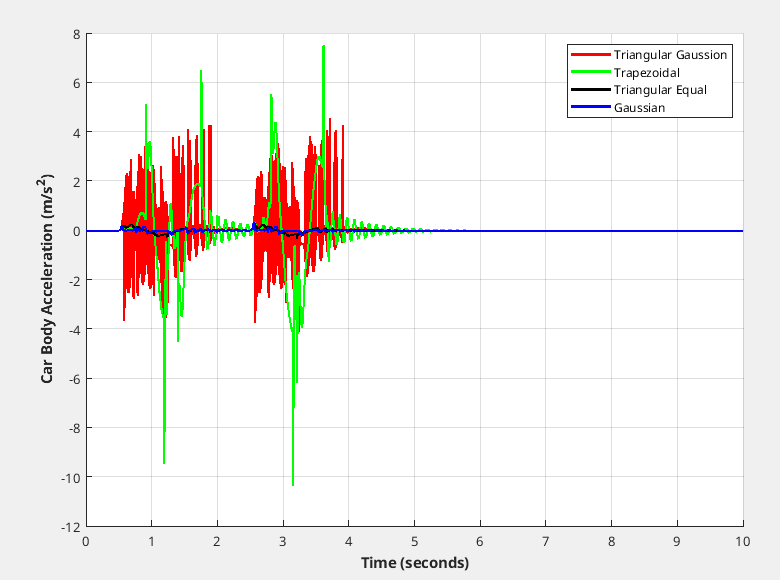 8
6
4
2
0
-2
-4
-6
-8
-10
-12
0 1 2 3 4 5 6 7 8 9 10
Car Body Acceleration (m/s²)
Time (seconds)
Triangular Gaussion
Trapezoidal
Triangular Equal
Gaussian